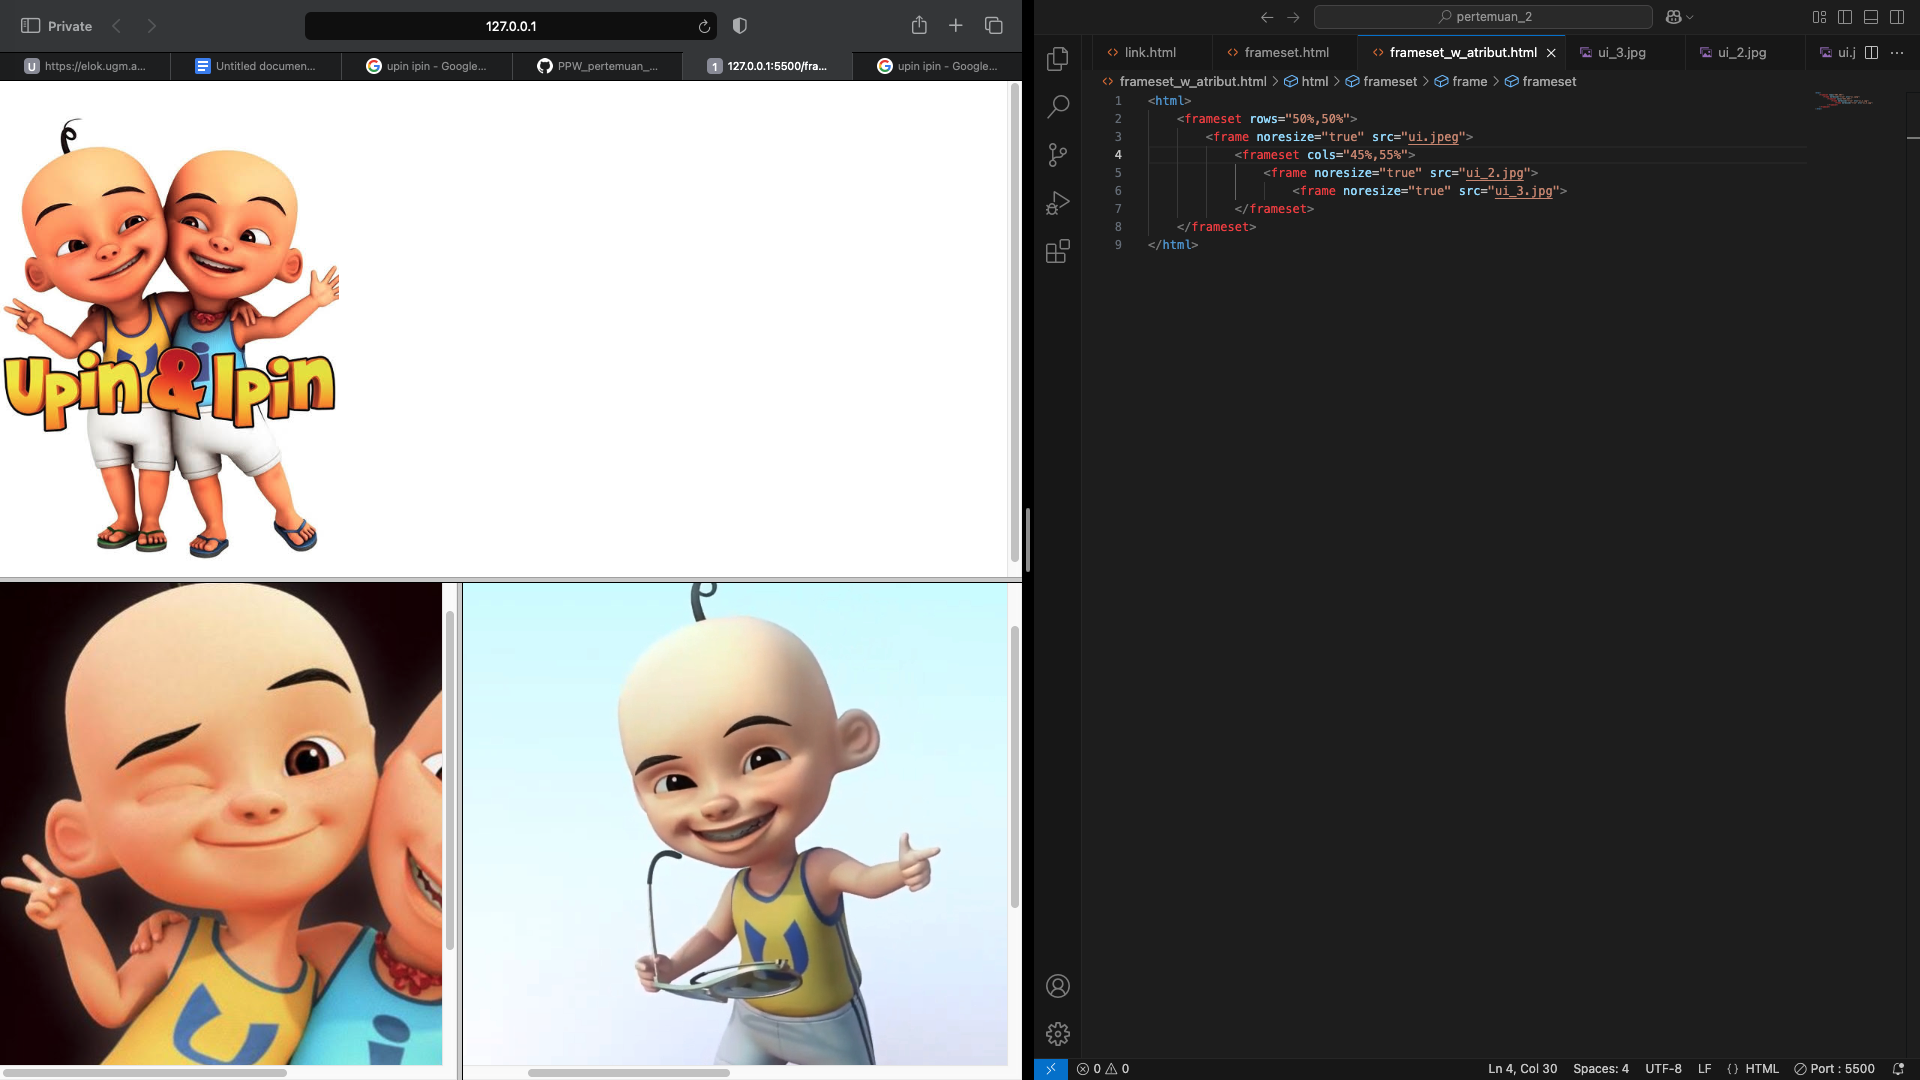 Private
127.0.0.1
U https://elok.ugm.a...
Untitled documen...
upin ipin - Google...
PPW_pertemuan_...
1 127.0.0.1:5500/fra...
upin ipin - Google...
Upin & Ipin
pertemuan_2
link.html
frameset.html
frameset_w_atribut.html
ui_3.jpg
ui_2.jpg
ui.j
frameset_w_atribut.html > html > frameset > frame > frameset
1 <html>
2 <frameset rows="50%,50%">
3 <frame noresize="true" src="ui.jpeg">
4 <frameset cols="45%,55%">
5 <frame noresize="true" src="ui_2.jpg">
6 <frame noresize="true" src="ui_3.jpg">
7 </frameset>
8 </frameset>
9 </html>
0 0
Ln 4, Col 30
Spaces: 4
UTF-8
LF
{ } HTML
Port : 5500